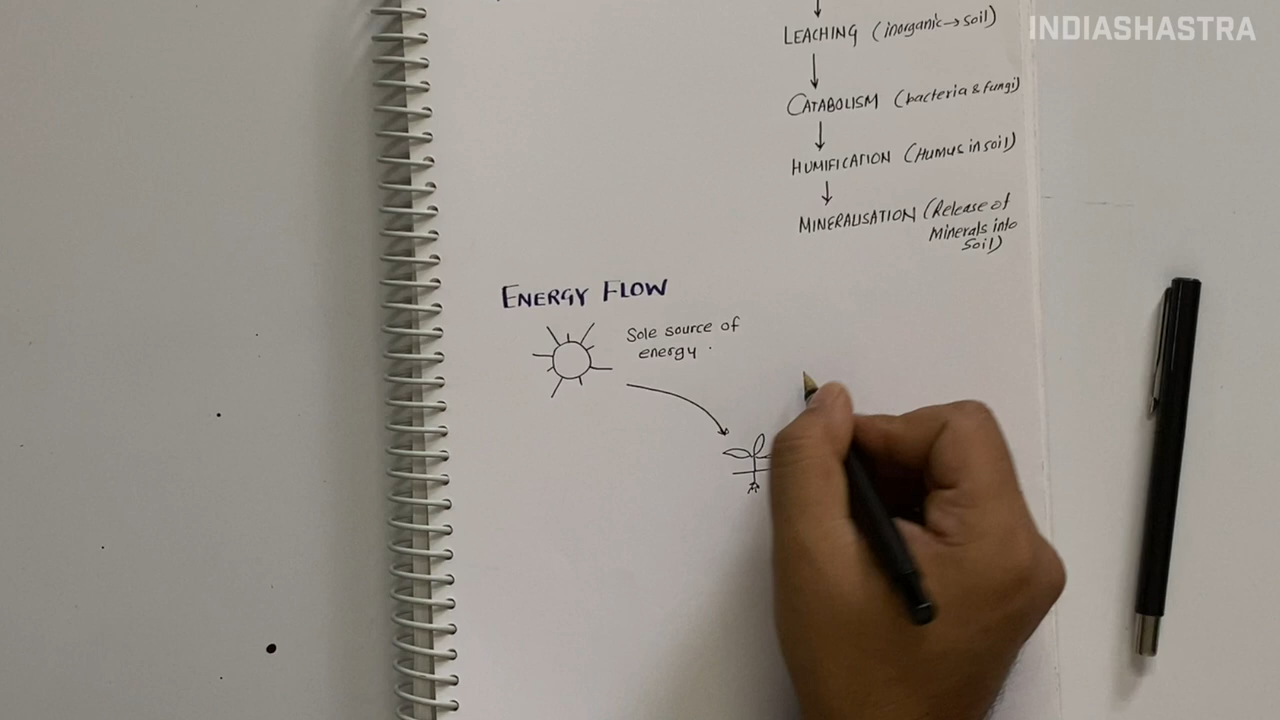 INDIASHASTRA
LEACHING (inorganic → soil)
CATABOLISM (bacteria & fungi)
HUMIFICATION (Humus in soil)
MINERALISATION (Release of
Minerals into
Soil)
ENERGY FLOW
Sole source of
energy.